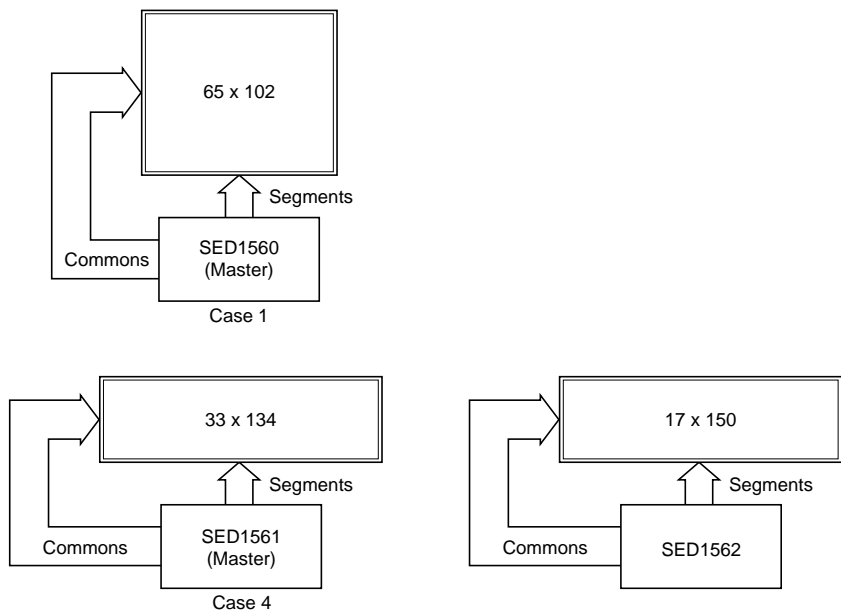 65 x 102
Segments
SED1560
(Master)
Commons
Case 1
33 x 134
Segments
SED1561
(Master)
Commons
Case 4
17 x 150
Segments
SED1562
Commons